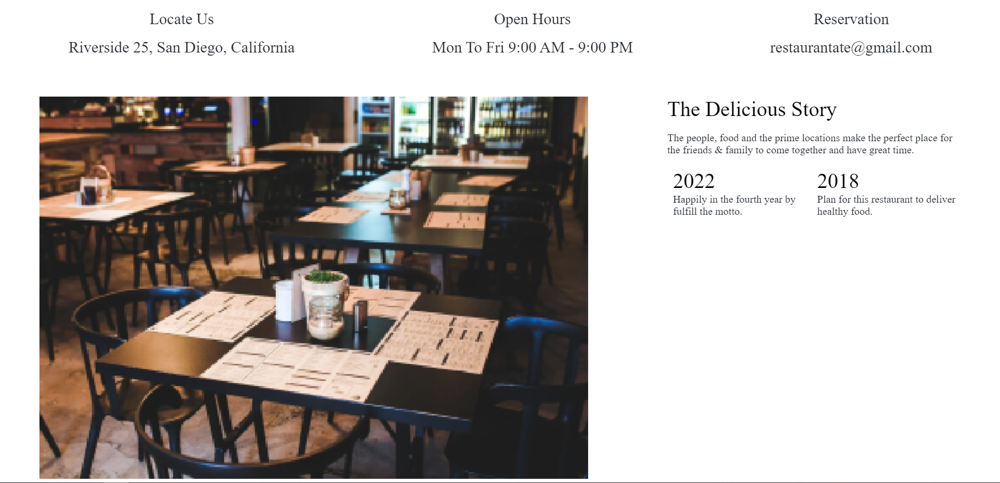 Locate Us
Riverside 25, San Diego, California
Open Hours
Mon To Fri 9:00 AM - 9:00 PM
Reservation
restaurantate@gmail.com
The Delicious Story
The people, food and the prime locations make the perfect place for
the friends & family to come together and have great time.
2022
Happily in the fourth year by
fulfill the motto.
2018
Plan for this restaurant to deliver
healthy food.